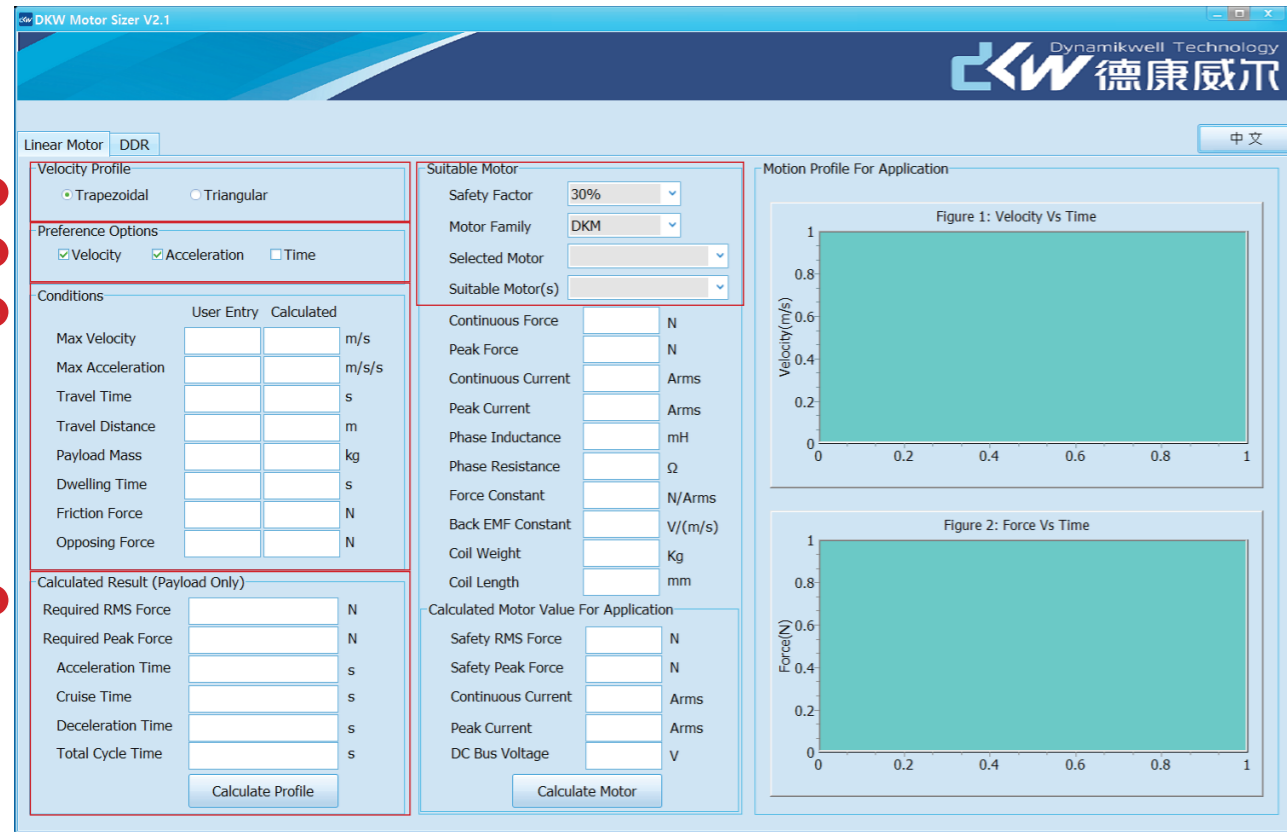 DKW Motor Sizer V2.1
Dynamikwell Technology
DKW德康威尔
中文
Linear Motor DDR
Velocity Profile
Trapezoidal Triangular
Preference Options
Velocity Acceleration Time
Conditions
User Entry Calculated
Max Velocity m/s
Max Acceleration m/s/s
Travel Time s
Travel Distance m
Payload Mass kg
Dwelling Time s
Friction Force N
Opposing Force N
Calculated Result (Payload Only)
Required RMS Force N
Required Peak Force N
Acceleration Time s
Cruise Time s
Deceleration Time s
Total Cycle Time s
Calculate Profile
Suitable Motor
Safety Factor 30%
Motor Family DKM
Selected Motor
Suitable Motor(s)
Continuous Force N
Peak Force N
Continuous Current Arms
Peak Current Arms
Phase Inductance mH
Phase Resistance Ω
Force Constant N/Arms
Back EMF Constant V/(m/s)
Coil Weight Kg
Coil Length mm
Calculated Motor Value For Application
Safety RMS Force N
Safety Peak Force N
Continuous Current Arms
Peak Current Arms
DC Bus Voltage V
Calculate Motor
Motion Profile For Application
Figure 1: Velocity Vs Time
Velocity(m/s)
1
0.8
0.6
0.4
0.2
0
0 0.2 0.4 0.6 0.8 1
Figure 2: Force Vs Time
Force(N)
1
0.8
0.6
0.4
0.2
0
0 0.2 0.4 0.6 0.8 1